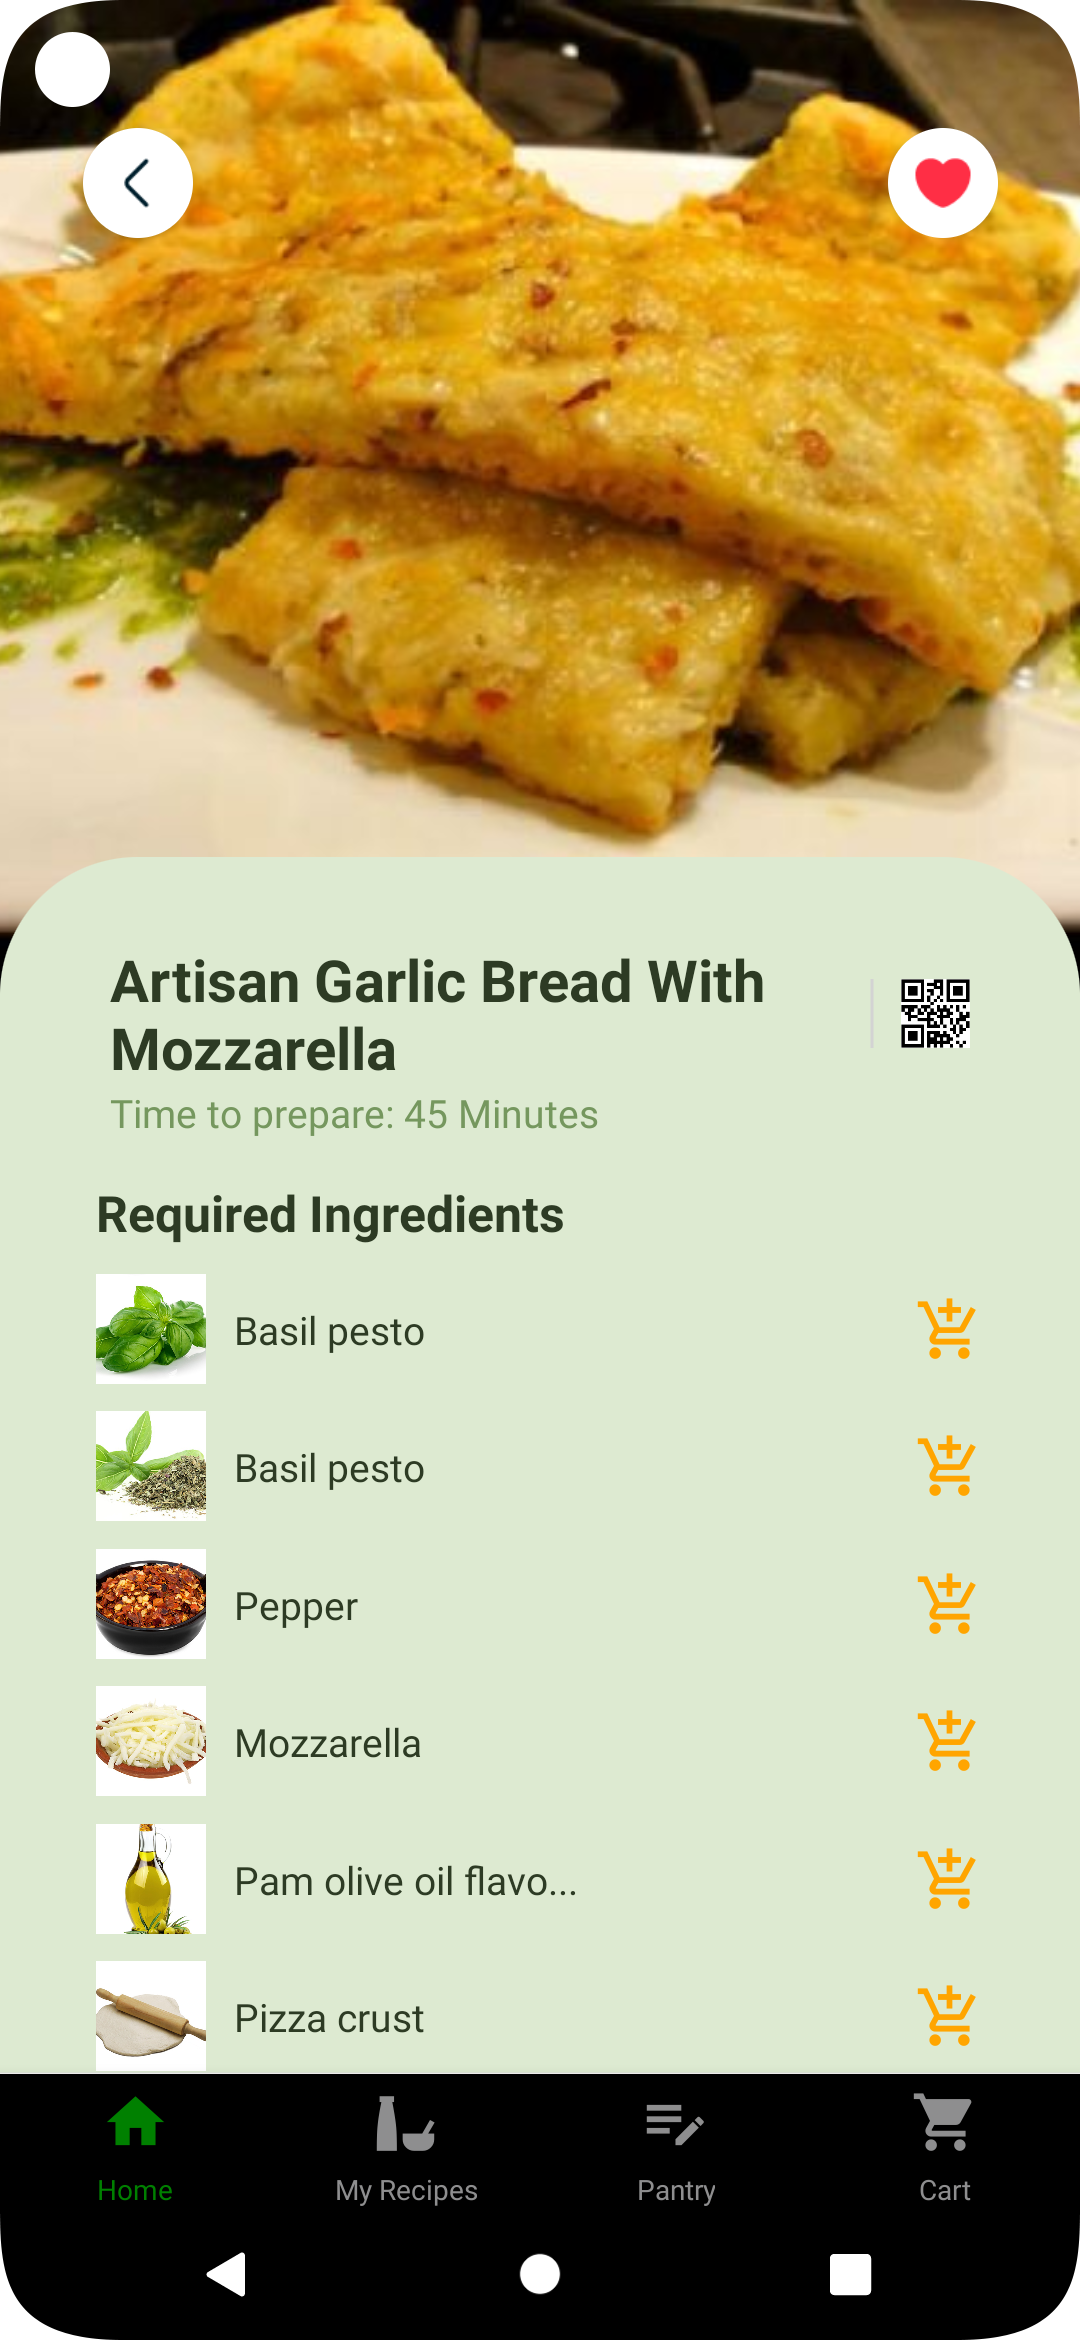 Artisan Garlic Bread With
Mozzarella
Time to prepare: 45 Minutes
Required Ingredients
Basil pesto
Basil pesto
Pepper
Mozzarella
Pam olive oil flavo...
Pizza crust
Home
My Recipes
Pantry
Cart